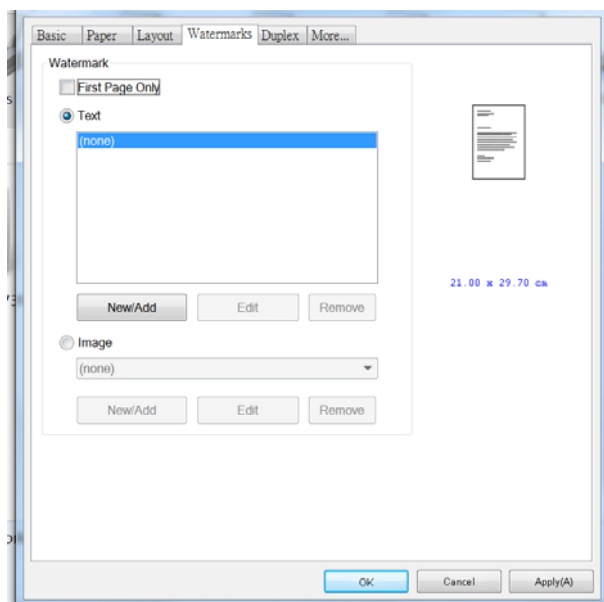 Basic Paper Layout Watermarks Duplex More...
Watermark
First Page Only
Text
(none)
21.00 x 29.70 cm
New/Add Edit Remove
Image
(none)
New/Add Edit Remove
OK Cancel Apply(A)